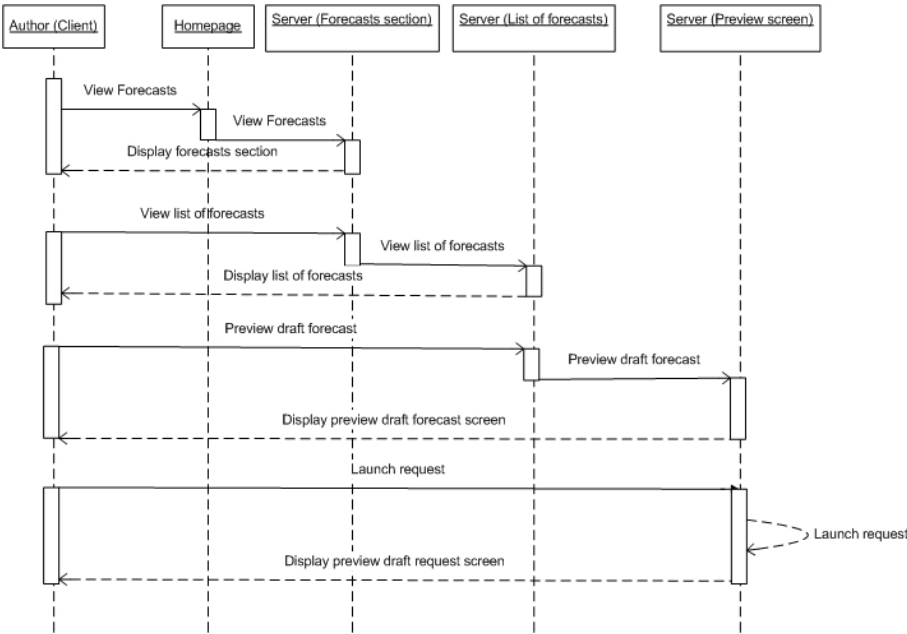 Author (Client)
Homepage
Server (Forecasts section)
Server (List of forecasts)
Server (Preview screen)
View Forecasts
View Forecasts
Display forecasts section
View list of forecasts
View list of forecasts
Display list of forecasts
Preview draft forecast
Preview draft forecast
Display preview draft forecast screen
Launch request
Launch request
Display preview draft request screen